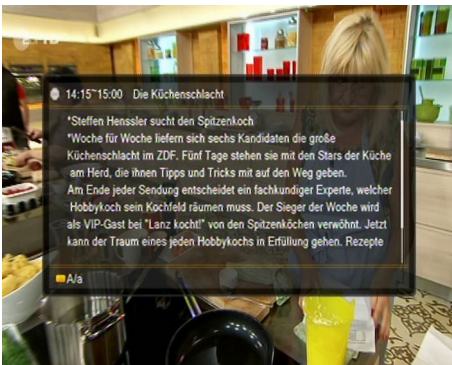 14:15~15:00 Die Küchenschlacht
"Steffen Henssler sucht den Spitzenkoch
"Woche für Woche liefern sich sechs Kandidaten die große
Küchenschlacht im ZDF. Fünf Tage stehen sie mit den Stars der Küche
am Herd, die ihnen Tipps und Tricks mit auf den Weg geben.
Am Ende jeder Sendung entscheidet ein fachkundiger Experte, welcher
Hobbykoch sein Kochfeld räumen muss. Der Sieger der Woche wird
als VIP-Gast bei "Lanz kocht!" von den Spitzenköchen verwöhnt. Jetzt
kann der Traum eines jeden Hobbykochs in Erfüllung gehen. Rezepte
A/a